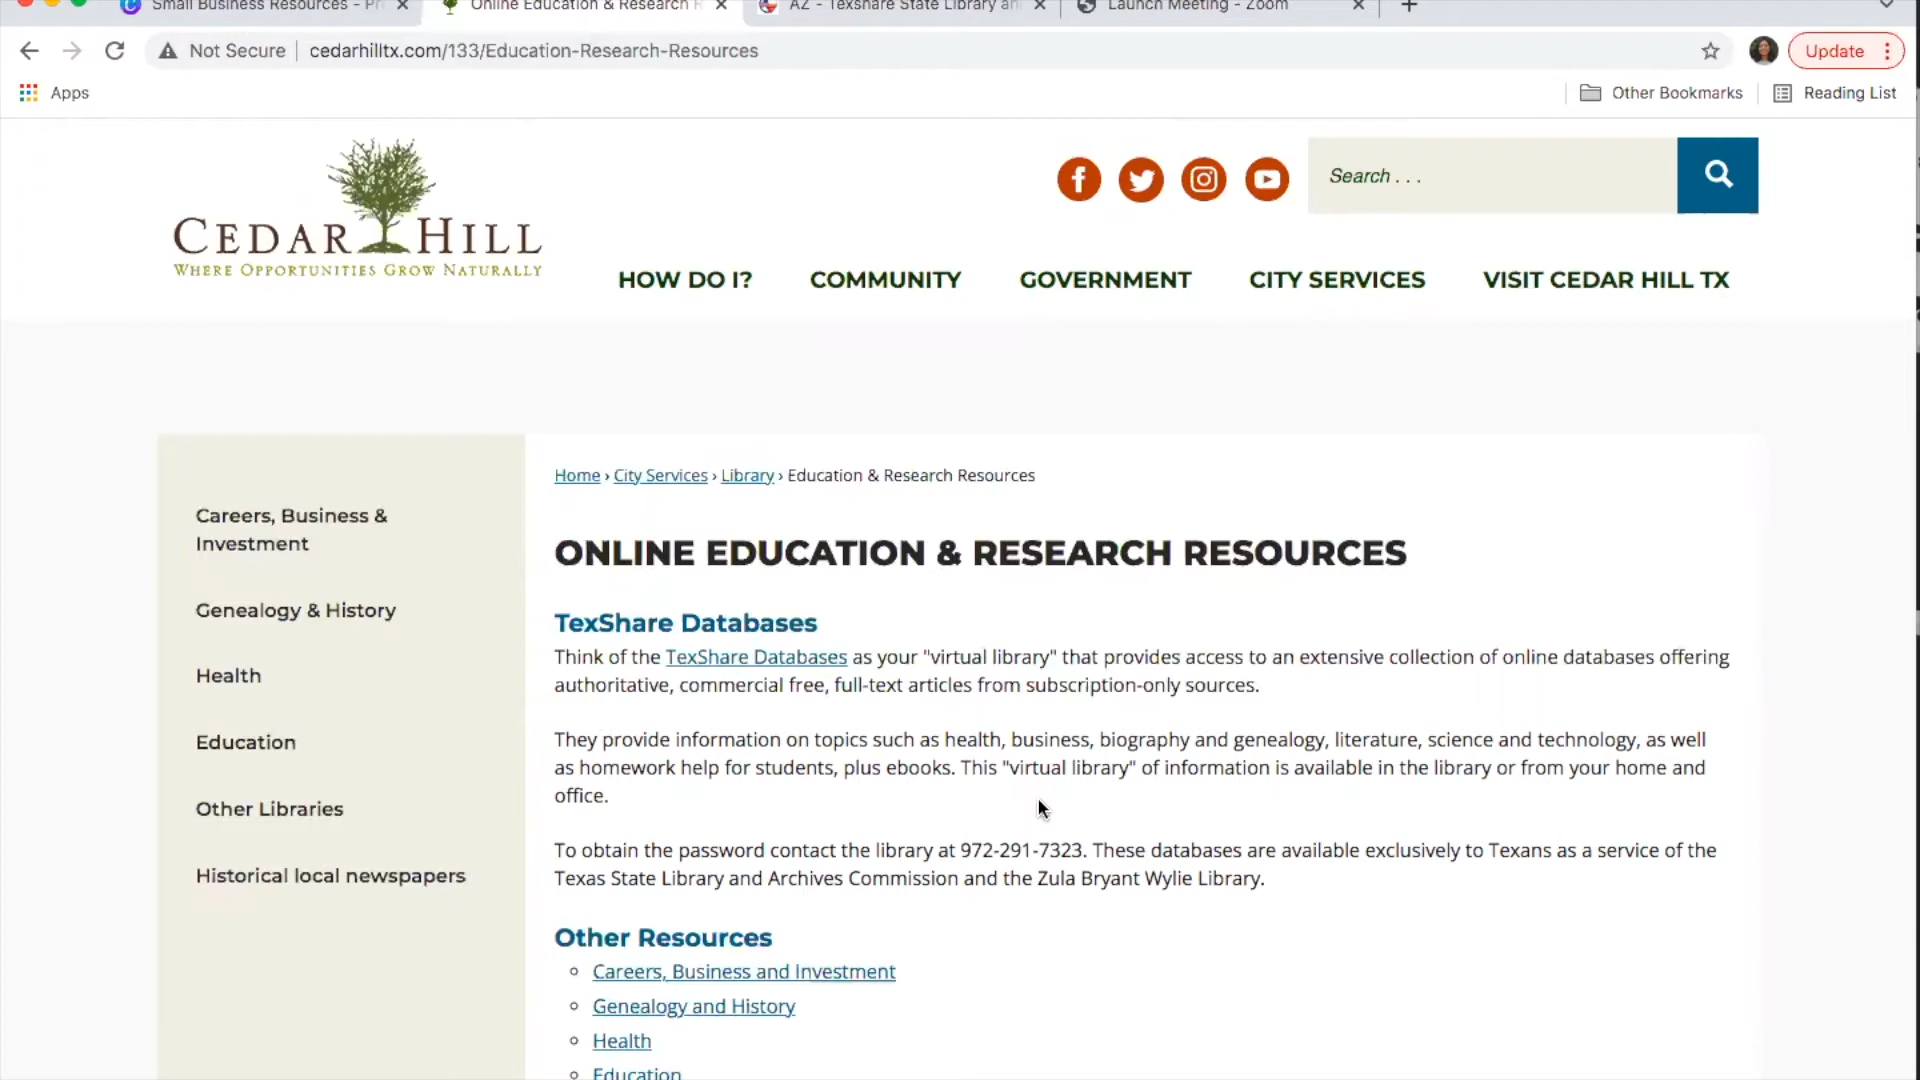 Small Business Resources - Pr
Online Education & Research R
AZ - Texshare State Library an
Launch Meeting - Zoom
Not Secure
cedarhilltx.com/133/Education-Research-Resources
Update
Apps
Other Bookmarks
Reading List
CEDAR HILL
WHERE OPPORTUNITIES GROW NATURALLY
Search . . .
HOW DO I?
COMMUNITY
GOVERNMENT
CITY SERVICES
VISIT CEDAR HILL TX
Careers, Business &
Investment
Genealogy & History
Health
Education
Other Libraries
Historical local newspapers
Home › City Services › Library › Education & Research Resources
ONLINE EDUCATION & RESEARCH RESOURCES
TexShare Databases
Think of the TexShare Databases as your "virtual library" that provides access to an extensive collection of online databases offering
authoritative, commercial free, full-text articles from subscription-only sources.
They provide information on topics such as health, business, biography and genealogy, literature, science and technology, as well
as homework help for students, plus ebooks. This "virtual library" of information is available in the library or from your home and
office.
To obtain the password contact the library at 972-291-7323. These databases are available exclusively to Texans as a service of the
Texas State Library and Archives Commission and the Zula Bryant Wylie Library.
Other Resources
Careers, Business and Investment
Genealogy and History
Health
Education